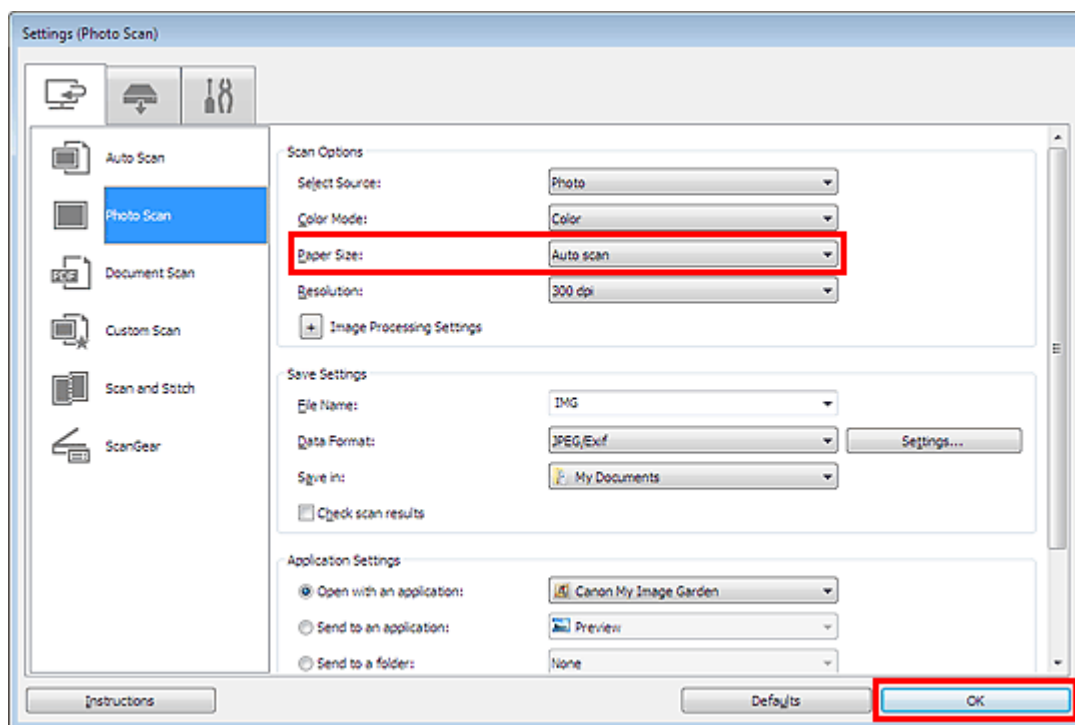 Settings (Photo Scan)
Auto Scan
Photo Scan
Document Scan
Custom Scan
Scan and Stitch
ScanGear
Scan Options
Select Source: Photo
Color Mode: Color
Paper Size: Auto scan
Resolution: 300 dpi
+ Image Processing Settings
Save Settings
File Name: IMG
Data Format: JPEG/Exif Settings...
Save in: My Documents
Check scan results
Application Settings
Open with an application: Canon My Image Garden
Send to an application: Preview
Send to a folder: None
Instructions Defaults OK